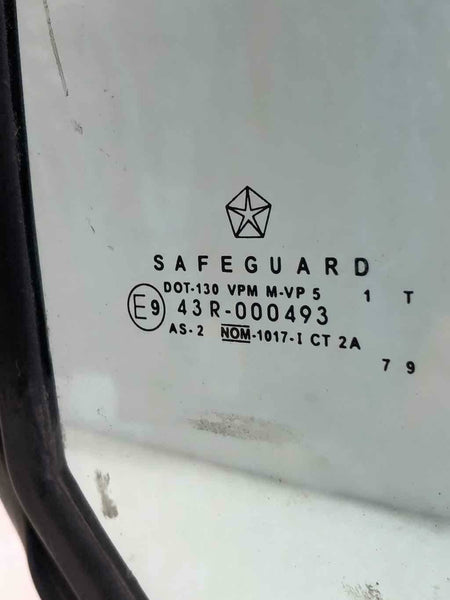 SAFEGUARD
DOT-130 VPM M-VP 5 1 T
E9 43R-000493
AS-2 NOM-1017-I CT 2A
7 9